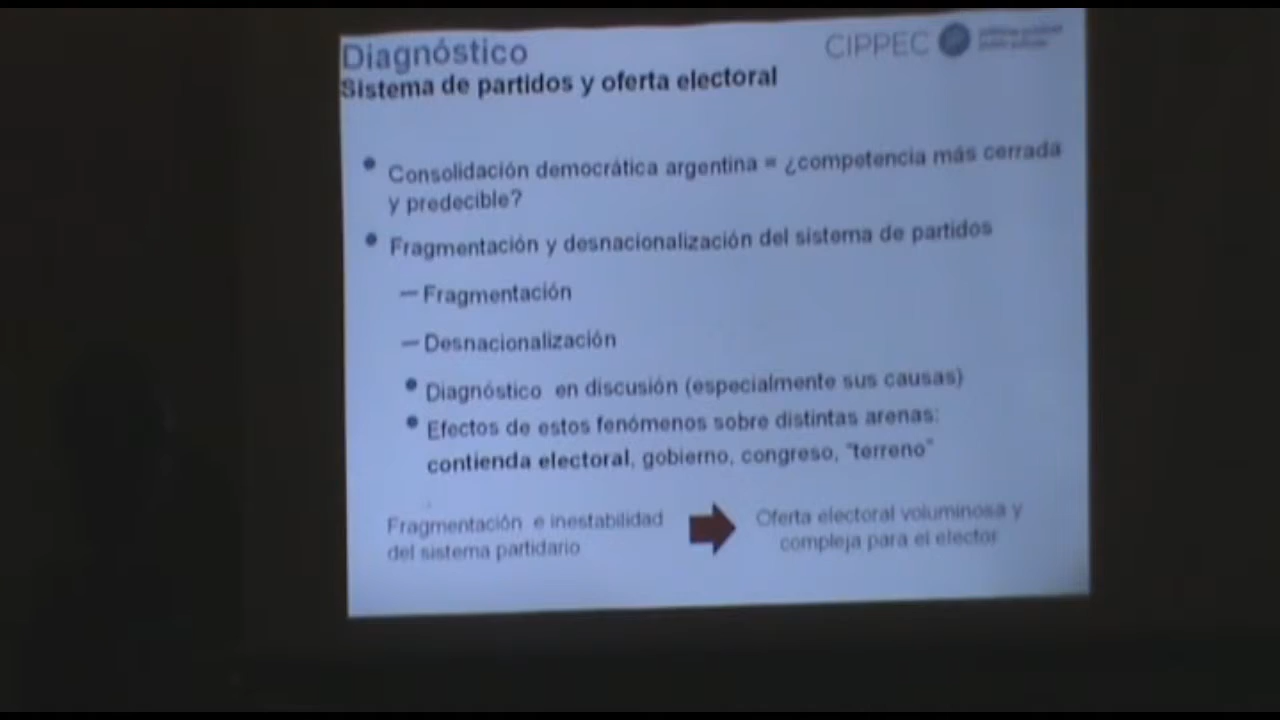 Diagnóstico
CIPPEC
Sistema de partidos y oferta electoral
• Consolidación democrática argentina = ¿competencia más cerrada
y predecible?
• Fragmentación y desnacionalización del sistema de partidos
— Fragmentación
— Desnacionalización
• Diagnóstico en discusión (especialmente sus causas)
• Efectos de estos fenómenos sobre distintas arenas:
contienda electoral, gobierno, congreso, "terreno"
Fragmentación e inestabilidad
del sistema partidario
Oferta electoral voluminosa y
compleja para el elector